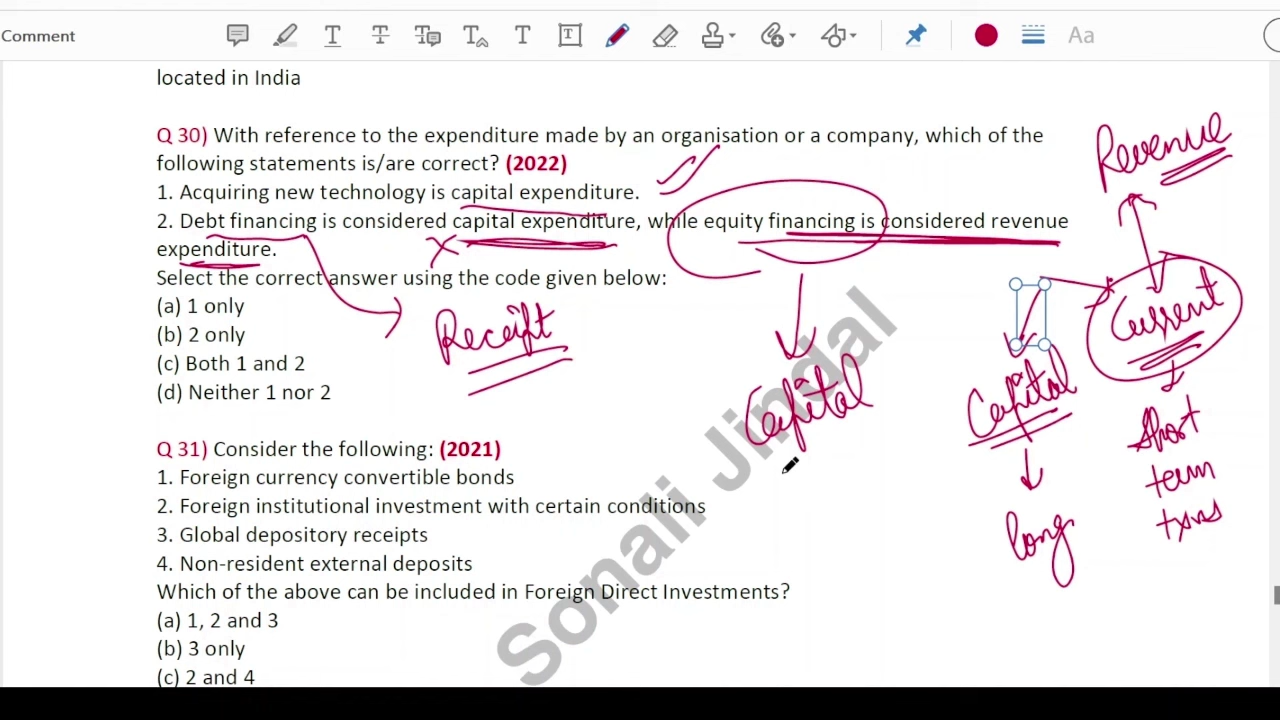 Comment
T T T T T T Aa
located in India
Q 30) With reference to the expenditure made by an organisation or a company, which of the
following statements is/are correct? (2022)
1. Acquiring new technology is capital expenditure.
2. Debt financing is considered capital expenditure, while equity financing is considered revenue
expenditure.
Select the correct answer using the code given below:
(a) 1 only
(b) 2 only
(c) Both 1 and 2
(d) Neither 1 nor 2
Receipt
Capital
Revenue
Current
Capital
short
term
txns
long
Q 31) Consider the following: (2021)
1. Foreign currency convertible bonds
2. Foreign institutional investment with certain conditions
3. Global depository receipts
4. Non-resident external deposits
Which of the above can be included in Foreign Direct Investments?
(a) 1, 2 and 3
(b) 3 only
(c) 2 and 4
Sonali Jindal